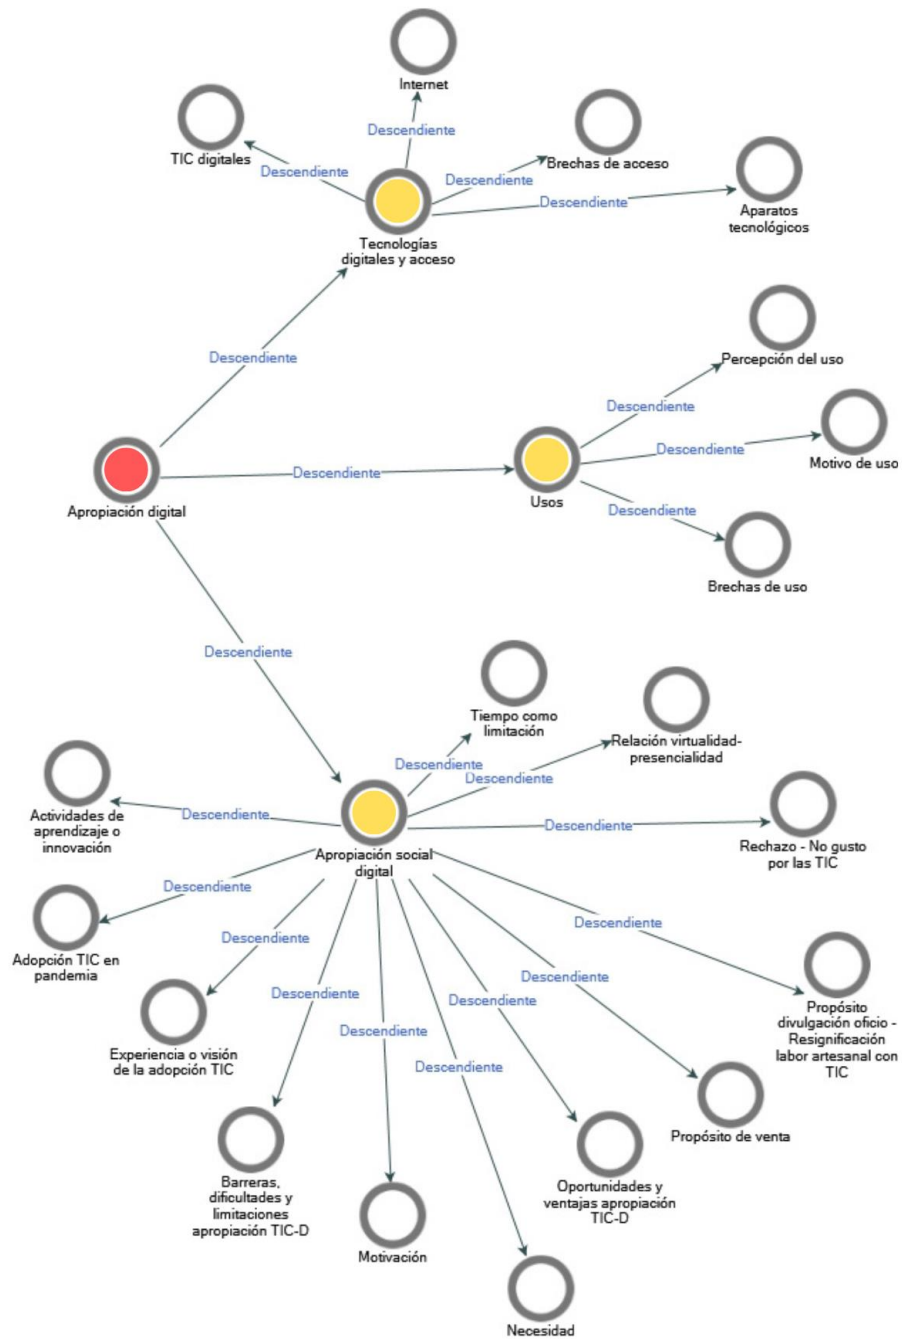 Internet
Descendiente
TIC digitales
Descendiente
Brechas de acceso
Descendiente
Descendiente
Aparatos
tecnológicos
Tecnologías
digitales y acceso
Descendiente
Percepción del uso
Descendiente
Descendiente
Motivo de uso
Descendiente
Usos
Apropiación digital
Descendiente
Brechas de uso
Descendiente
Tiempo como
limitación
Relación virtualidad-
presencialidad
Descendiente
Descendiente
Actividades de
aprendizaje o
innovación
Descendiente
Descendiente
Rechazo - No gusto
por las TIC
Apropiación social
digital
Descendiente
Adopción TIC en
pandemia
Descendiente
Descendiente
Descendiente
Descendiente
Descendiente
Descendiente
Descendiente
Propósito
divulgación oficio -
Resignificación
labor artesanal con
TIC
Experiencia o visión
de la adopción TIC
Descendiente
Propósito de venta
Barreras,
dificultades y
limitaciones
apropiación TIC-D
Oportunidades y
ventajas apropiación
TIC-D
Motivación
Necesidad